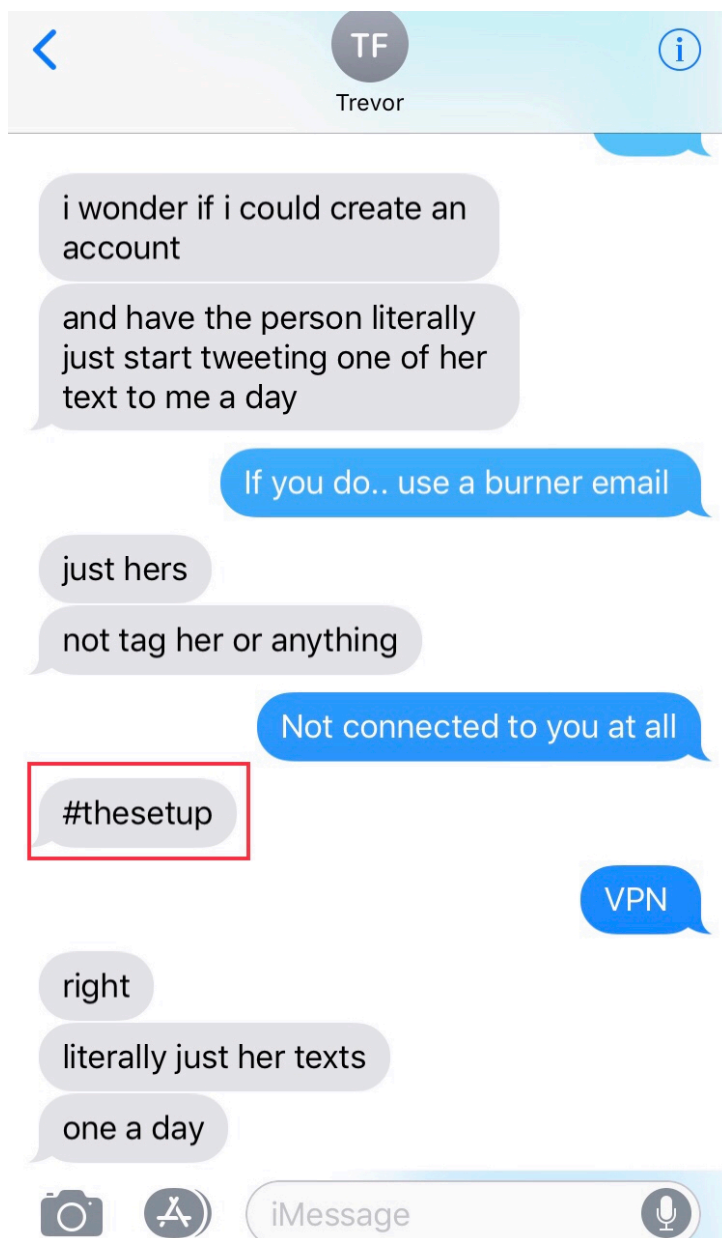 TF
Trevor
i wonder if i could create an
account
and have the person literally
just start tweeting one of her
text to me a day
If you do.. use a burner email
just hers
not tag her or anything
Not connected to you at all
#thesetup
VPN
right
literally just her texts
one a day
iMessage